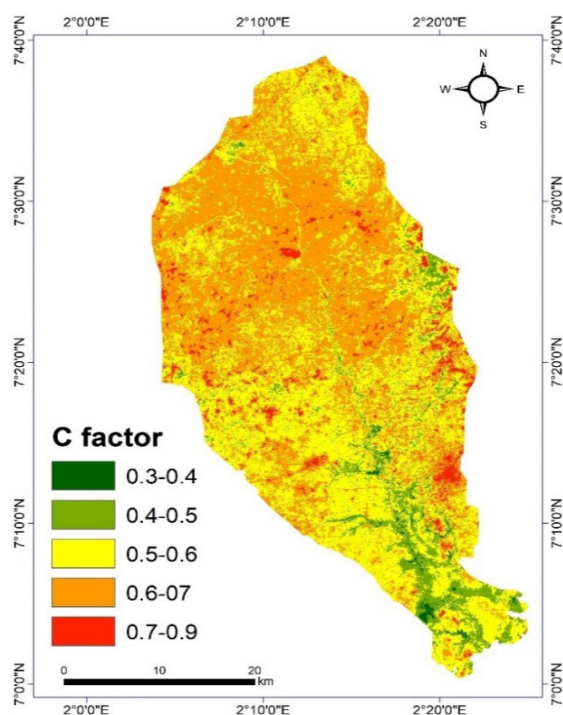 2°0'0"E 2°10'0"E 2°20'0"E
7°40'0"N 7°40'0"N
N
W E
S
7°30'0"N 7°30'0"N
7°20'0"N 7°20'0"N
C factor
0.3-0.4
0.4-0.5
7°10'0"N 7°10'0"N
0.5-0.6
0.6-07
0.7-0.9
0 10 20
km
7°0'0"N 7°0'0"N
2°0'0"E 2°10'0"E 2°20'0"E